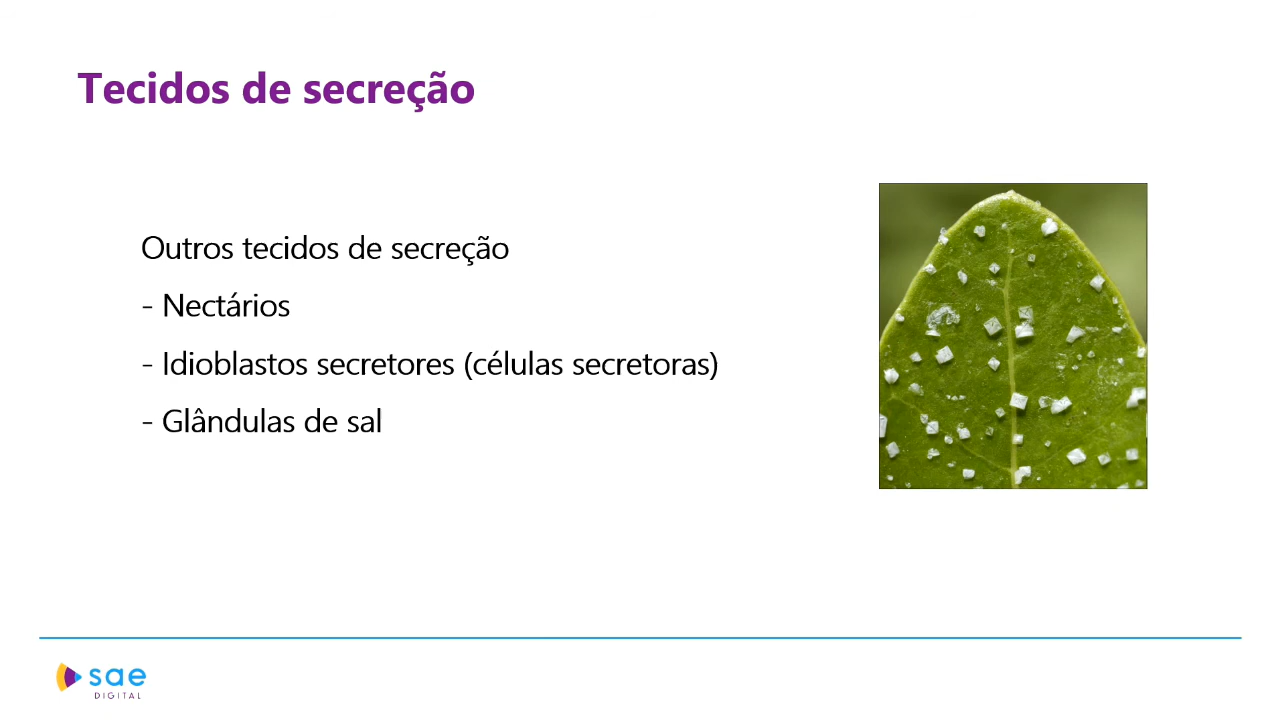 Tecidos de secreção
Outros tecidos de secreção
- Nectários
- Idioblastos secretores (células secretoras)
- Glândulas de sal
sae
DIGITAL